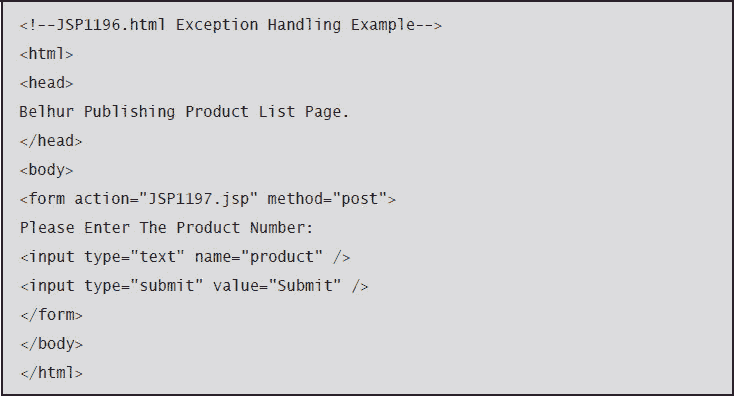 <!--JSP1196.html Exception Handling Example-->
<html>
<head>
Belhur Publishing Product List Page.
</head>
<body>
<form action="JSP1197.jsp" method="post">
Please Enter The Product Number:
<input type="text" name="product" />
<input type="submit" value="Submit" />
</form>
</body>
</html>